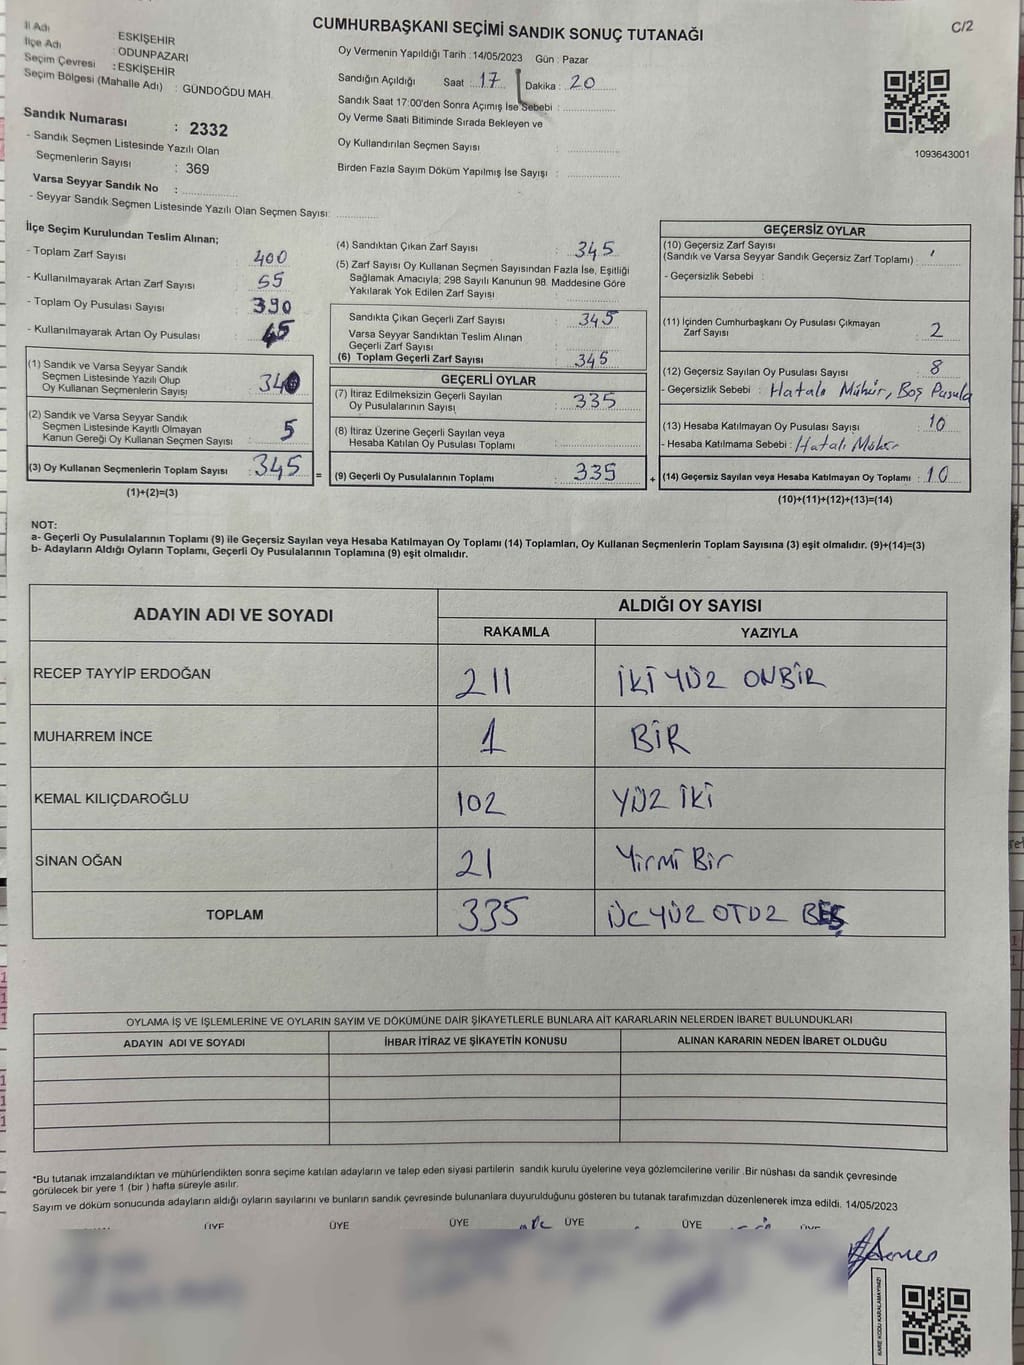 CUMHURBAŞKANI SEÇİMİ SANDIK SONUÇ TUTANAĞI
C/2
İl Adı
ESKİŞEHİR
İlçe Adı : ODUNPAZARI
Seçim Çevresi : ESKİŞEHİR
Seçim Bölgesi (Mahalle Adı) : GÜNDOĞDU MAH.
Sandık Numarası : 2332
- Sandık Seçmen Listesinde Yazılı Olan
Seçmenlerin Sayısı : 369
Varsa Seyyar Sandık No :
- Seyyar Sandık Seçmen Listesinde Yazılı Olan Seçmen Sayısı:
Oy Vermenin Yapıldığı Tarih : 14/05/2023 Gün : Pazar
Sandığın Açıldığı Saat : 17 Dakika : 20
Sandık Saat 17:00'den Sonra Açımış İse Sebebi :
Oy Verme Saati Bitiminde Sırada Bekleyen ve
Oy Kullandırılan Seçmen Sayısı :
Birden Fazla Sayım Döküm Yapılmış İse Sayısı :
1093643001
İlçe Seçim Kurulundan Teslim Alınan;
- Toplam Zarf Sayısı : 400
- Kullanılmayarak Artan Zarf Sayısı : 55
- Toplam Oy Pusulası Sayısı : 390
- Kullanılmayarak Artan Oy Pusulası : 45
(1) Sandık ve Varsa Seyyar Sandık
Seçmen Listesinde Yazılı Olup
Oy Kullanan Seçmenlerin Sayısı : 340
(2) Sandık ve Varsa Seyyar Sandık
Seçmen Listesinde Kayıtlı Olmayan
Kanun Gereği Oy Kullanan Seçmen Sayısı : 5
(3) Oy Kullanan Seçmenlerin Toplam Sayısı : 345 =
(1)+(2)=(3)
(4) Sandıktan Çıkan Zarf Sayısı : 345
(5) Zarf Sayısı Oy Kullanan Seçmen Sayısından Fazla İse, Eşitliği
Sağlamak Amacıyla; 298 Sayılı Kanunun 98. Maddesine Göre
Yakılarak Yok Edilen Zarf Sayısı :
Sandıkta Çıkan Geçerli Zarf Sayısı : 345
Varsa Seyyar Sandıktan Teslim Alınan
Geçerli Zarf Sayısı :
(6) Toplam Geçerli Zarf Sayısı : 345
GEÇERLİ OYLAR
(7) İtiraz Edilmeksizin Geçerli Sayılan
Oy Pusulalarının Sayısı : 335
(8) İtiraz Üzerine Geçerli Sayılan veya
Hesaba Katılan Oy Pusulası Toplamı :
(9) Geçerli Oy Pusulalarının Toplamı : 335 +
GEÇERSİZ OYLAR
(10) Geçersiz Zarf Sayısı
(Sandık ve Varsa Seyyar Sandık Geçersiz Zarf Toplamı) :
- Geçersizlik Sebebi :
(11) İçinden Cumhurbaşkanı Oy Pusulası Çıkmayan
Zarf Sayısı : 2
(12) Geçersiz Sayılan Oy Pusulası Sayısı : 8
- Geçersizlik Sebebi : Hatalı Mühür, Boş Pusula
(13) Hesaba Katılmayan Oy Pusulası Sayısı : 10
- Hesaba Katılmama Sebebi : Hatalı Mühür
(14) Geçersiz Sayılan veya Hesaba Katılmayan Oy Toplamı : 10
(10)+(11)+(12)+(13)=(14)
NOT:
a- Geçerli Oy Pusulalarının Toplamı (9) ile Geçersiz Sayılan veya Hesaba Katılmayan Oy Toplamı (14) Toplamları, Oy Kullanan Seçmenlerin Toplam Sayısına (3) eşit olmalıdır. (9)+(14)=(3)
b- Adayların Aldığı Oyların Toplamı, Geçerli Oy Pusulalarının Toplamına (9) eşit olmalıdır.
ADAYIN ADI VE SOYADI
ALDIĞI OY SAYISI
RAKAMLA YAZIYLA
RECEP TAYYİP ERDOĞAN 211 İKİ YÜZ ONBİR
MUHARREM İNCE 1 BİR
KEMAL KILIÇDAROĞLU 102 YÜZ İKİ
SİNAN OĞAN 21 Yirmi Bir
TOPLAM 335 ÜÇ YÜZ OTUZ BEŞ
OYLAMA İŞ VE İŞLEMLERİNE VE OYLARIN SAYIM VE DÖKÜMÜNE DAİR ŞİKAYETLERLE BUNLARA AİT KARARLARIN NELERDEN İBARET BULUNDUKLARI
ADAYIN ADI VE SOYADI İHBAR İTİRAZ VE ŞİKAYETİN KONUSU ALINAN KARARIN NEDEN İBARET OLDUĞU
*Bu tutanak imzalandıktan ve mühürlendikten sonra seçime katılan adayların ve talep eden siyasi partilerin sandık kurulu üyelerine veya gözlemcilerine verilir .Bir nüshası da sandık çevresinde
görülecek bir yere 1 (bir ) hafta süreyle asılır.
Sayım ve döküm sonucunda adayların aldığı oyların sayılarını ve bunların sandık çevresinde bulunanlara duyurulduğunu gösteren bu tutanak tarafımızdan düzenlenerek imza edildi. 14/05/2023
ÜYE ÜYE ÜYE ÜYE ÜYE
KARE KODU KARALAMAYINIZ!